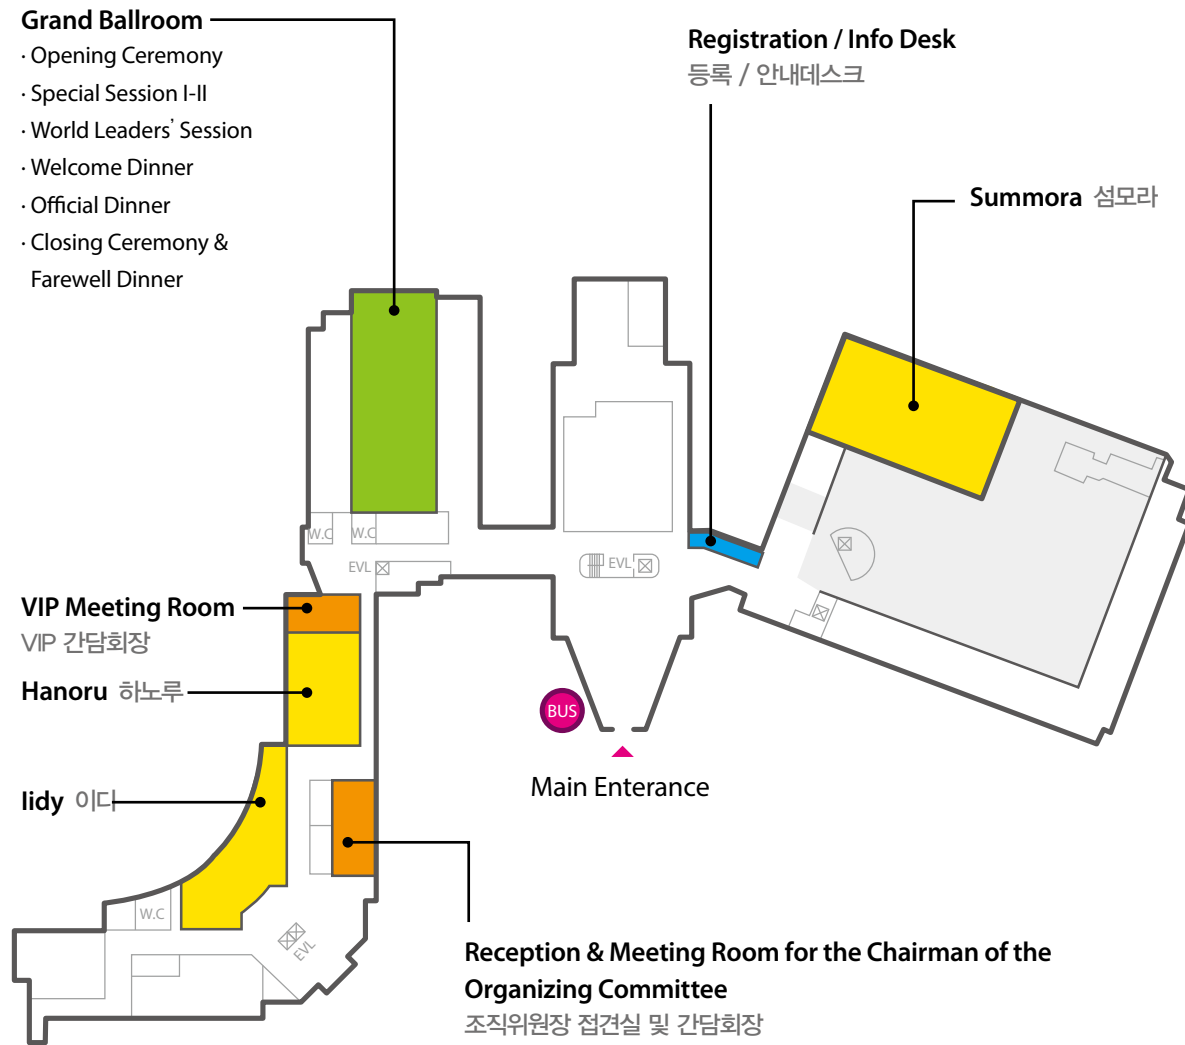 Grand Ballroom
· Opening Ceremony
· Special Session I-II
· World Leaders' Session
· Welcome Dinner
· Official Dinner
· Closing Ceremony &
Farewell Dinner
Registration / Info Desk
등록 / 안내데스크
Summora 섬모라
W.C
W.C
EVL
EVL
VIP Meeting Room
VIP 간담회장
Hanoru 하노루
BUS
Main Enterance
lidy 이디
W.C
EVL
Reception & Meeting Room for the Chairman of the
Organizing Committee
조직위원장 접견실 및 간담회장